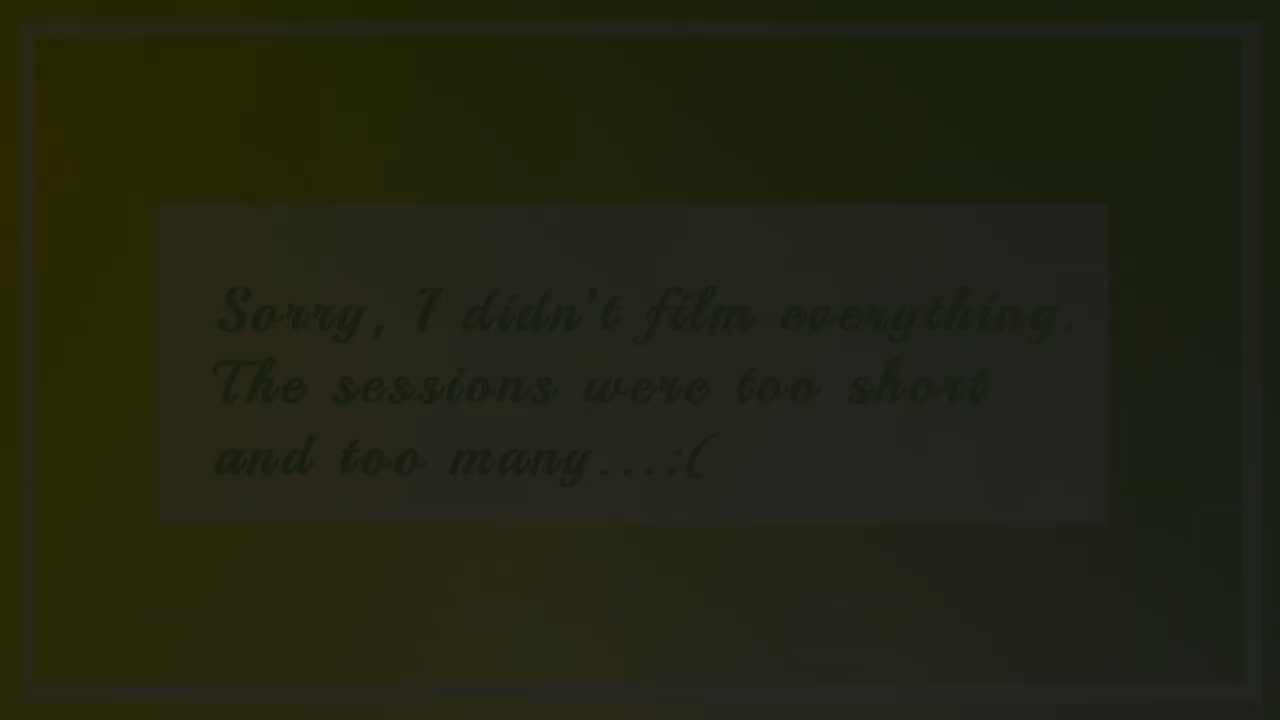 Sorry, I didn't film everything.
The sessions were too short
and too many....:(